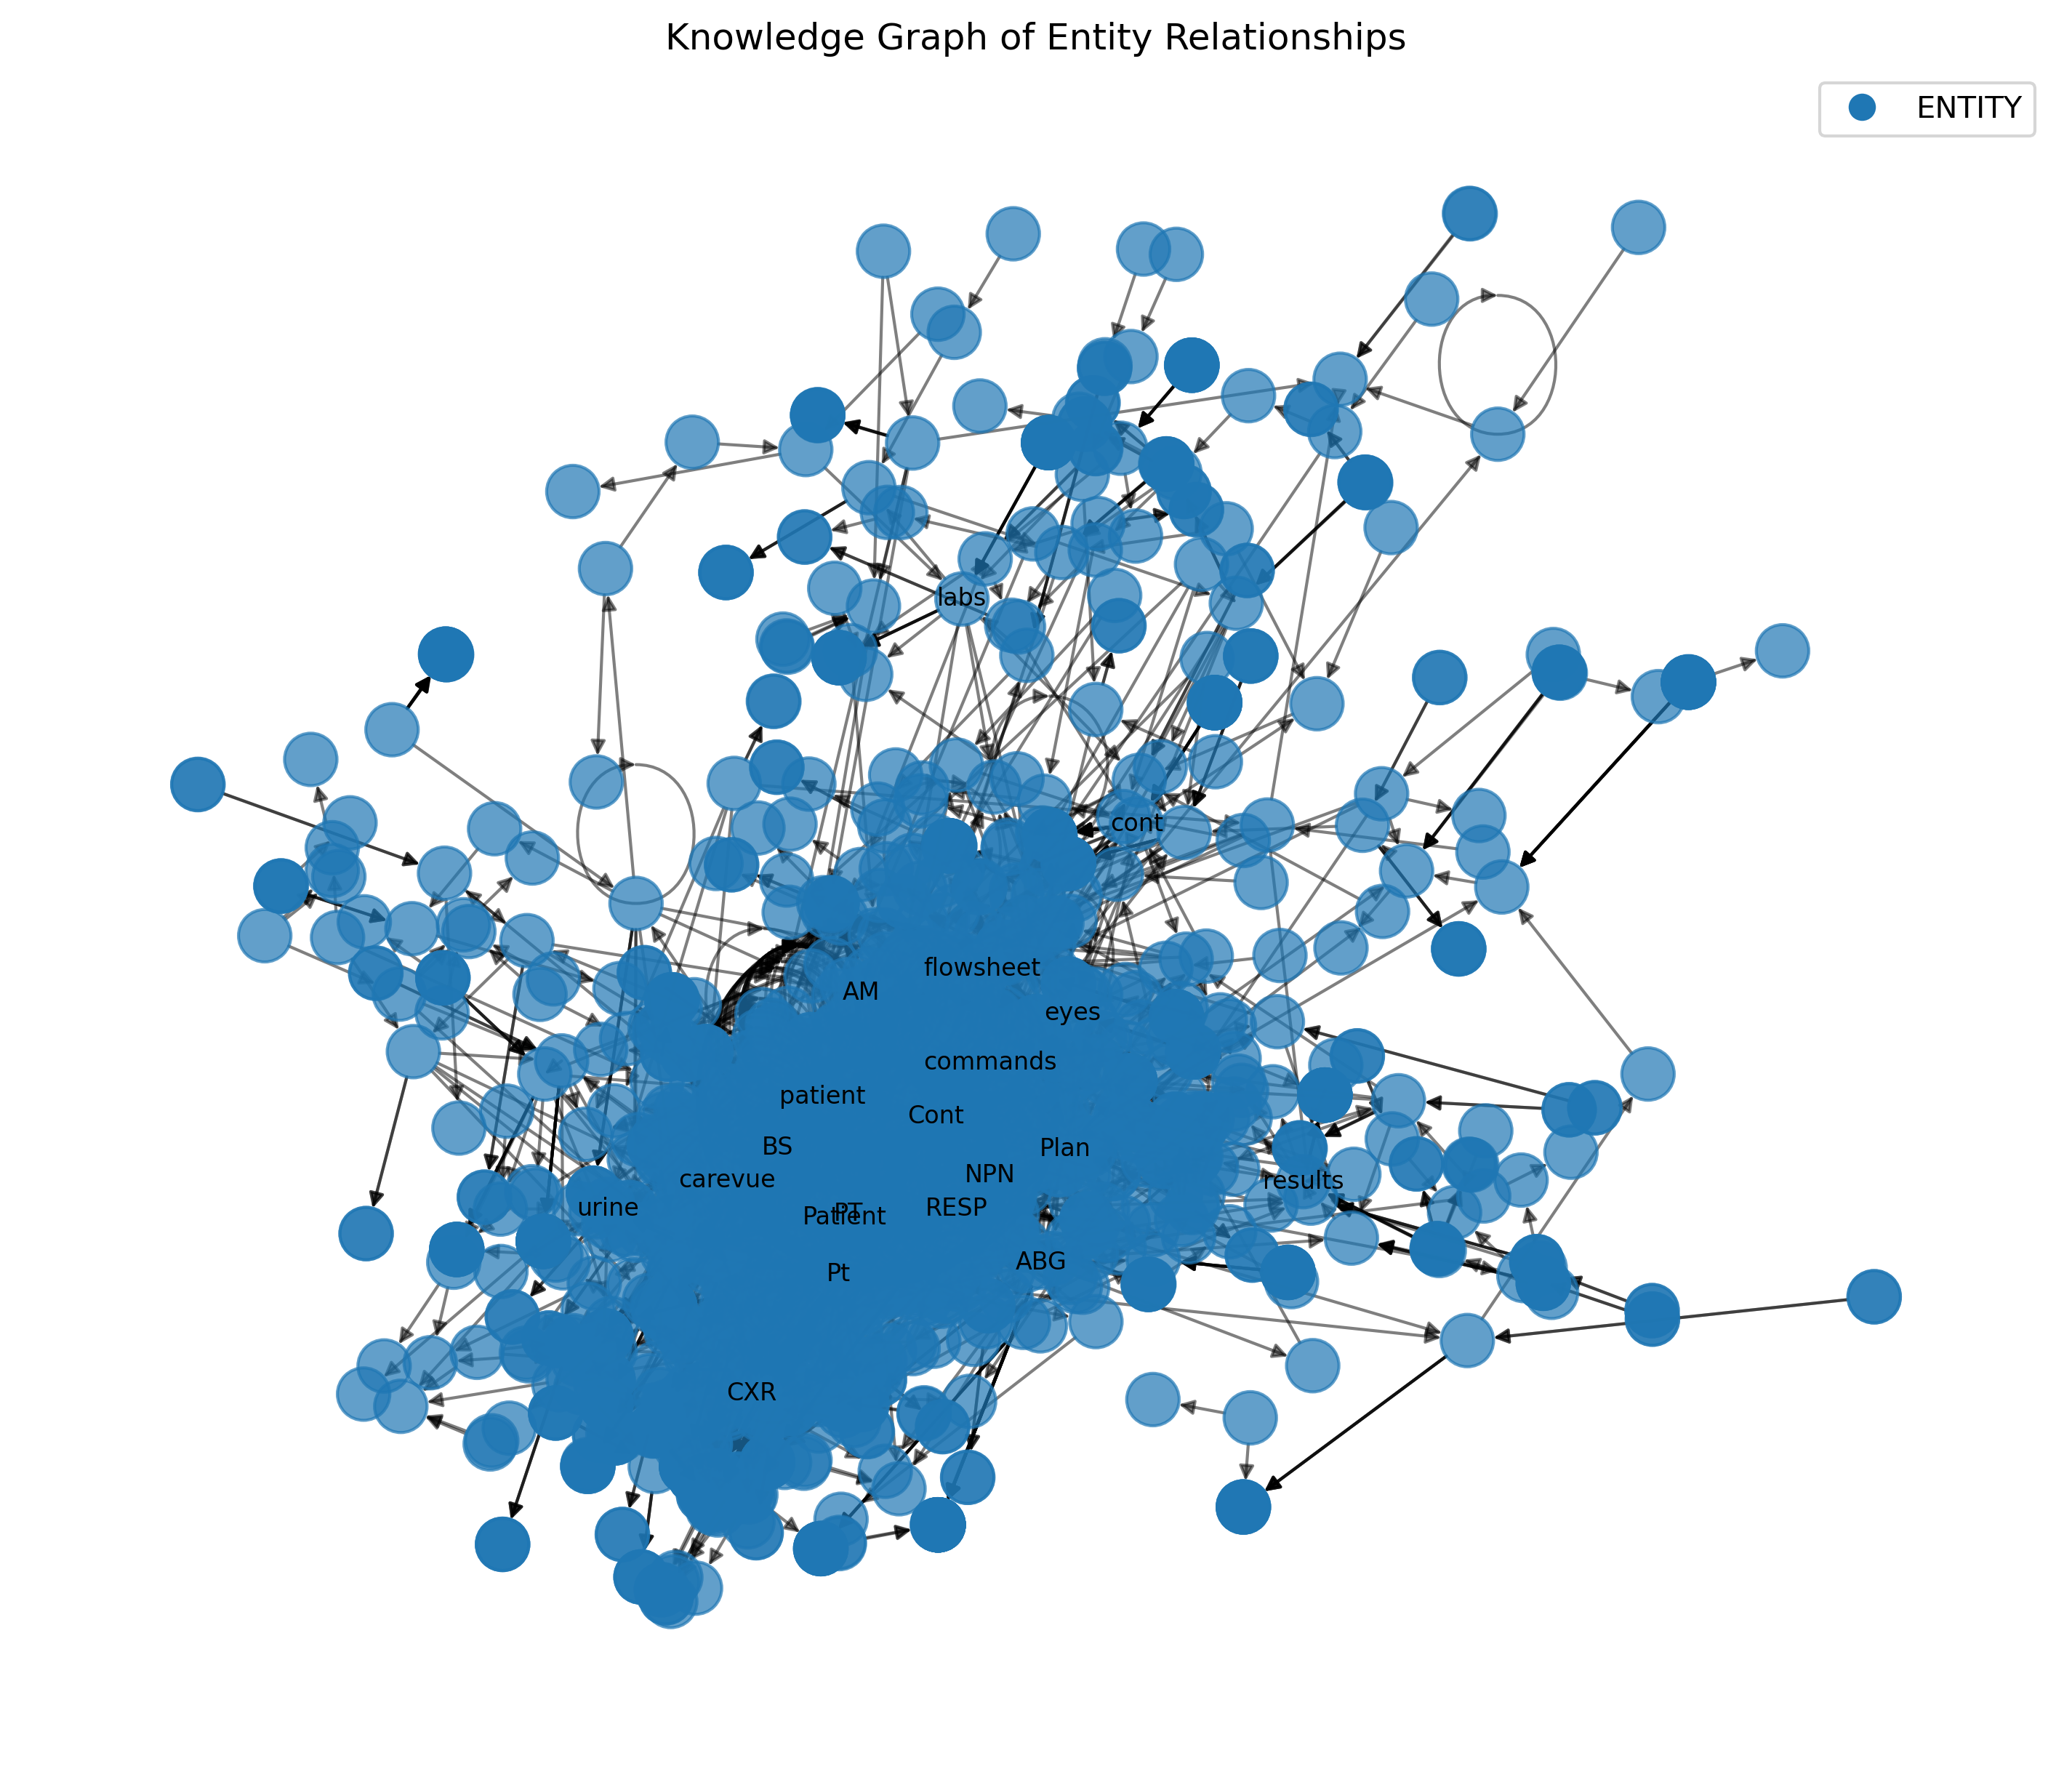 Knowledge Graph of Entity Relationships
ENTITY
labs
cont
flowsheet
AM
eyes
commands
patient
Cont
BS
Plan
NPN
carevue
results
urine
PT
Patient
RESP
ABG
Pt
CXR